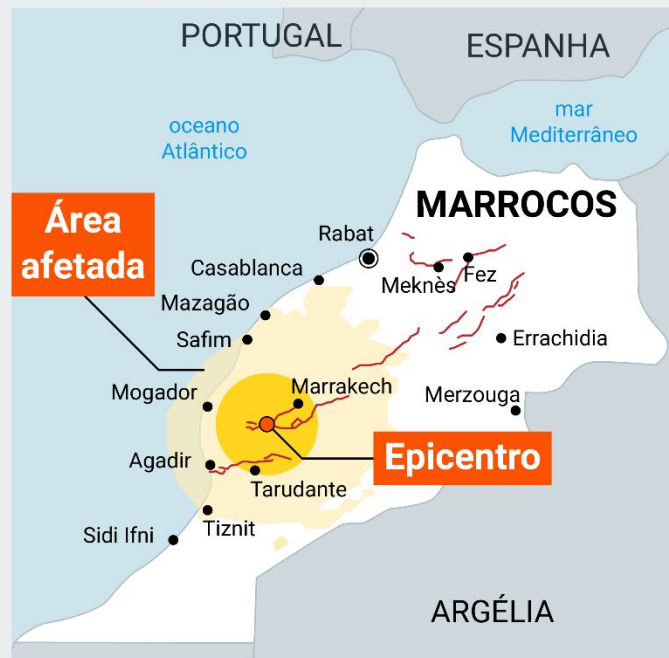 PORTUGAL
ESPANHA
oceano
Atlântico
mar
Mediterrâneo
MARROCOS
Área
afetada
Rabat
Casablanca
Meknès
Fez
Mazagão
Safim
Errachidia
Mogador
Marrakech
Merzouga
Epicentro
Agadir
Tarudante
Tiznit
Sidi Ifni
ARGÉLIA